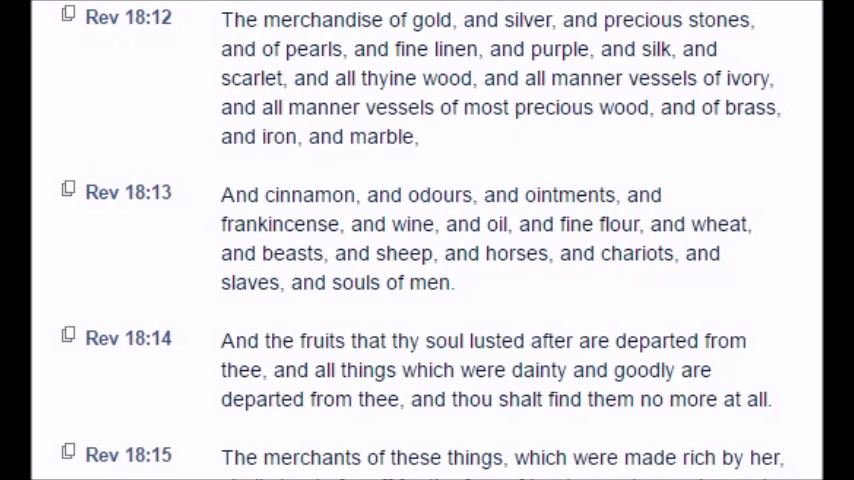 Rev 18:12 The merchandise of gold, and silver, and precious stones,
and of pearls, and fine linen, and purple, and silk, and
scarlet, and all thyine wood, and all manner vessels of ivory,
and all manner vessels of most precious wood, and of brass,
and iron, and marble,
Rev 18:13 And cinnamon, and odours, and ointments, and
frankincense, and wine, and oil, and fine flour, and wheat,
and beasts, and sheep, and horses, and chariots, and
slaves, and souls of men.
Rev 18:14 And the fruits that thy soul lusted after are departed from
thee, and all things which were dainty and goodly are
departed from thee, and thou shalt find them no more at all.
Rev 18:15 The merchants of these things, which were made rich by her,